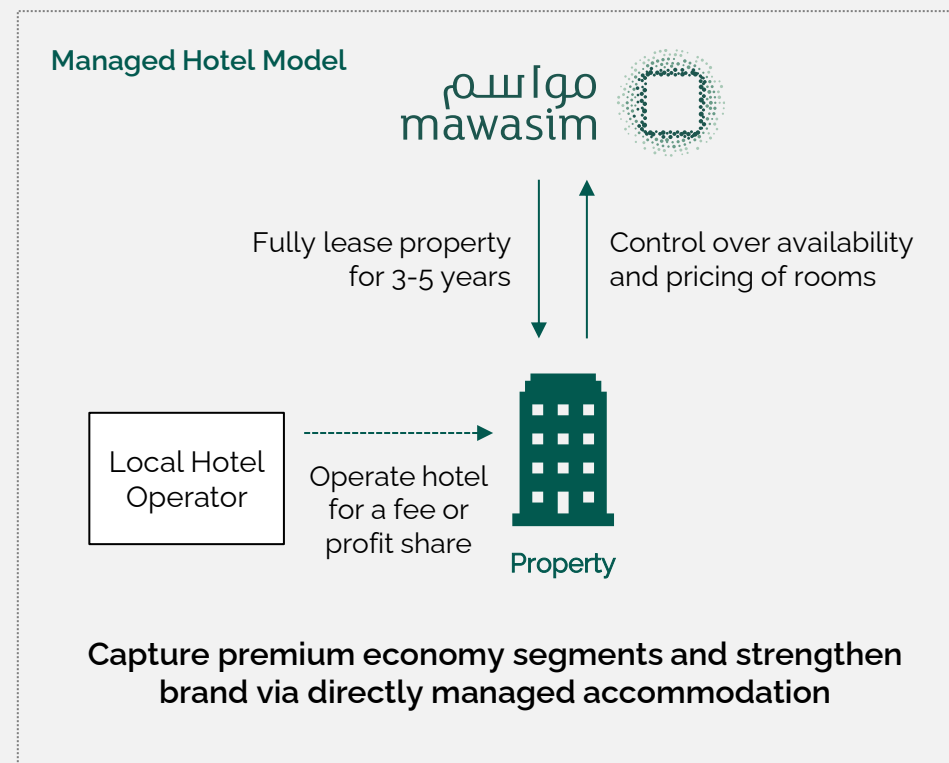 Managed Hotel Model
مواسم
mawasim
Fully lease property
for 3-5 years
Control over availability
and pricing of rooms
Local Hotel
Operator
Operate hotel
for a fee or
profit share
Property
Capture premium economy segments and strengthen
brand via directly managed accommodation